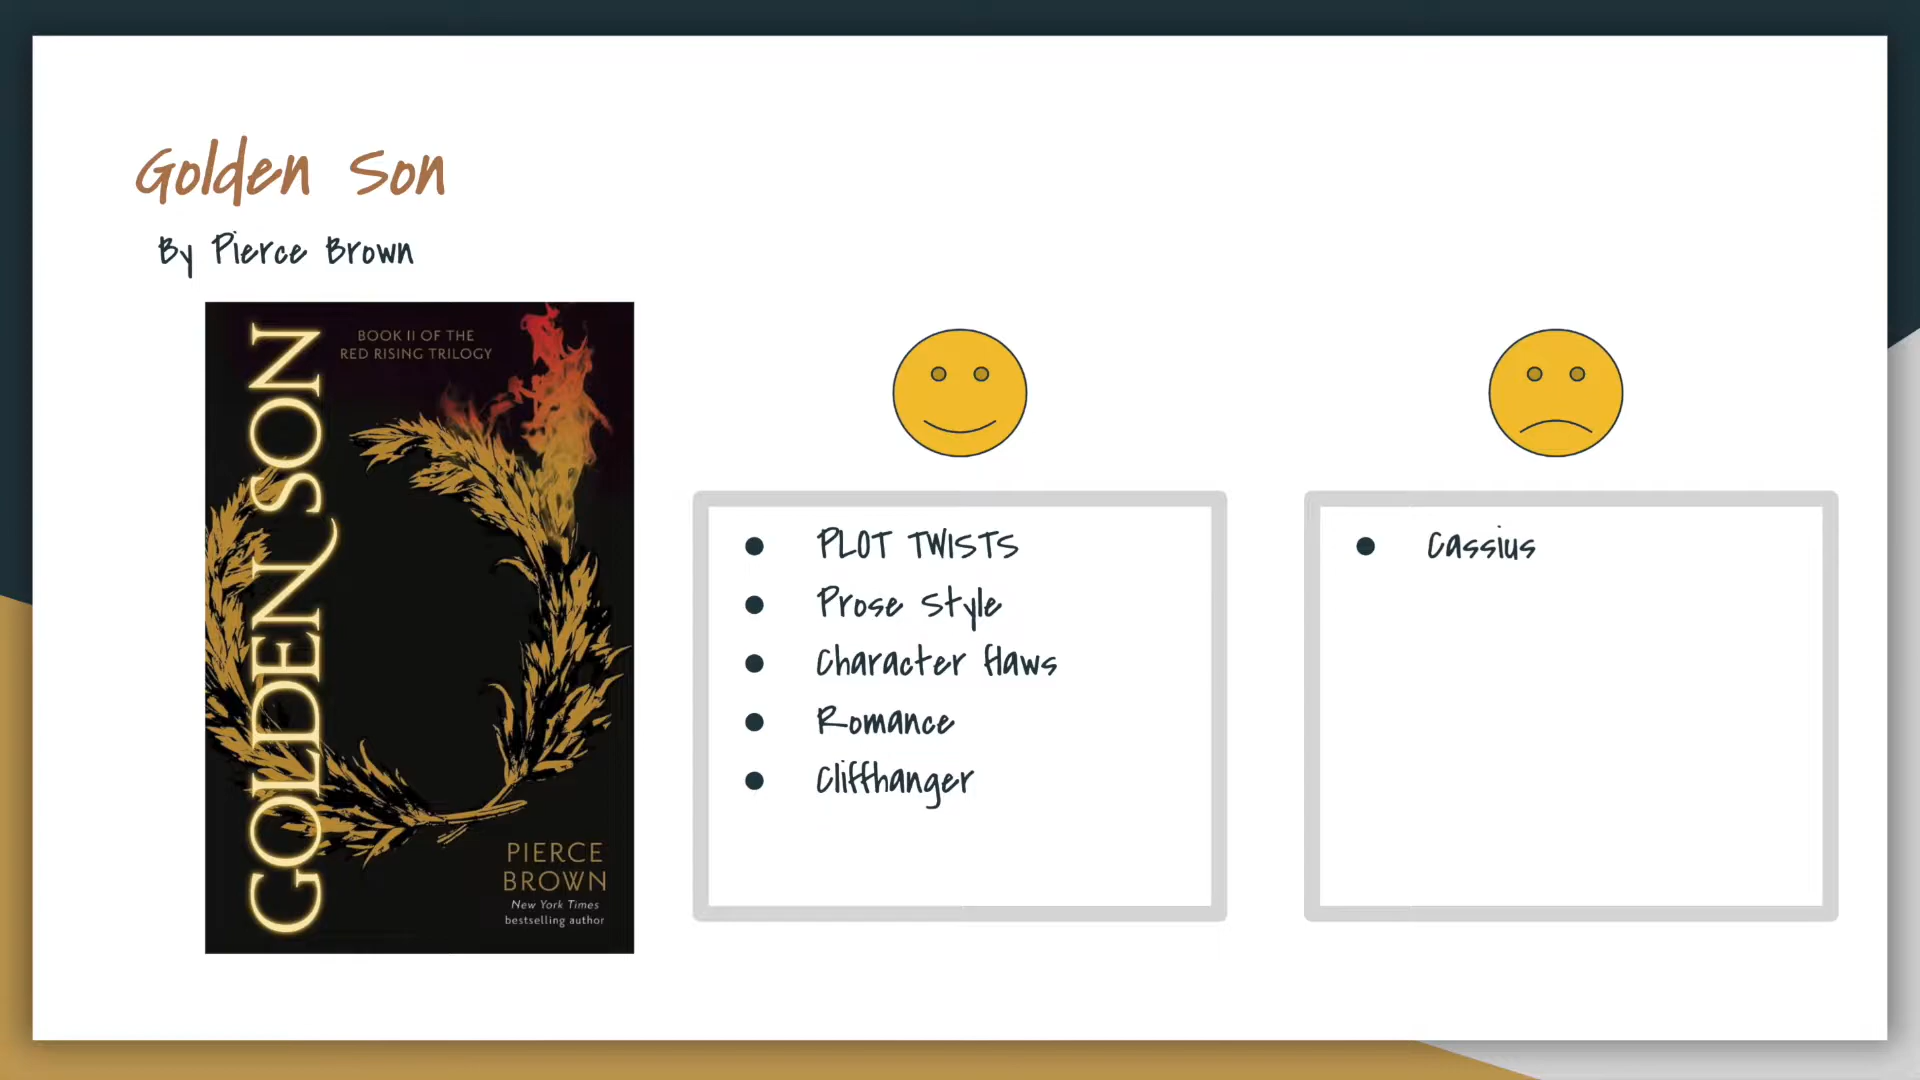 Golden Son
By Pierce Brown
BOOK II OF THE
RED RISING TRILOGY
GOLDEN SON
PIERCE
BROWN
New York Times
bestselling author
● PLOT TWISTS
● Prose Style
● Character flaws
● Romance
● Cliffhanger
● Cassius